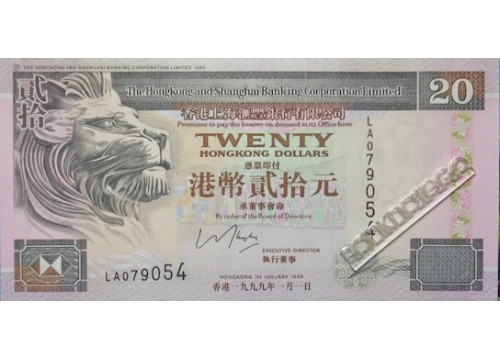 THE HONGKONG AND SHANGHAI BANKING CORPORATION LIMITED
20
貳拾
The Hongkong and Shanghai Banking Corporation Limited
香港上海滙豐銀行有限公司
Promises to pay the bearer on demand at its Office here
TWENTY
HONGKONG DOLLARS
憑票即付
港幣貳拾元
承董事會命
By order of the Board of Directors
EXECUTIVE DIRECTOR
執行董事
LA079054
HONGKONG 1st JANUARY 1999
香港一九九九年一月一日
LA079054